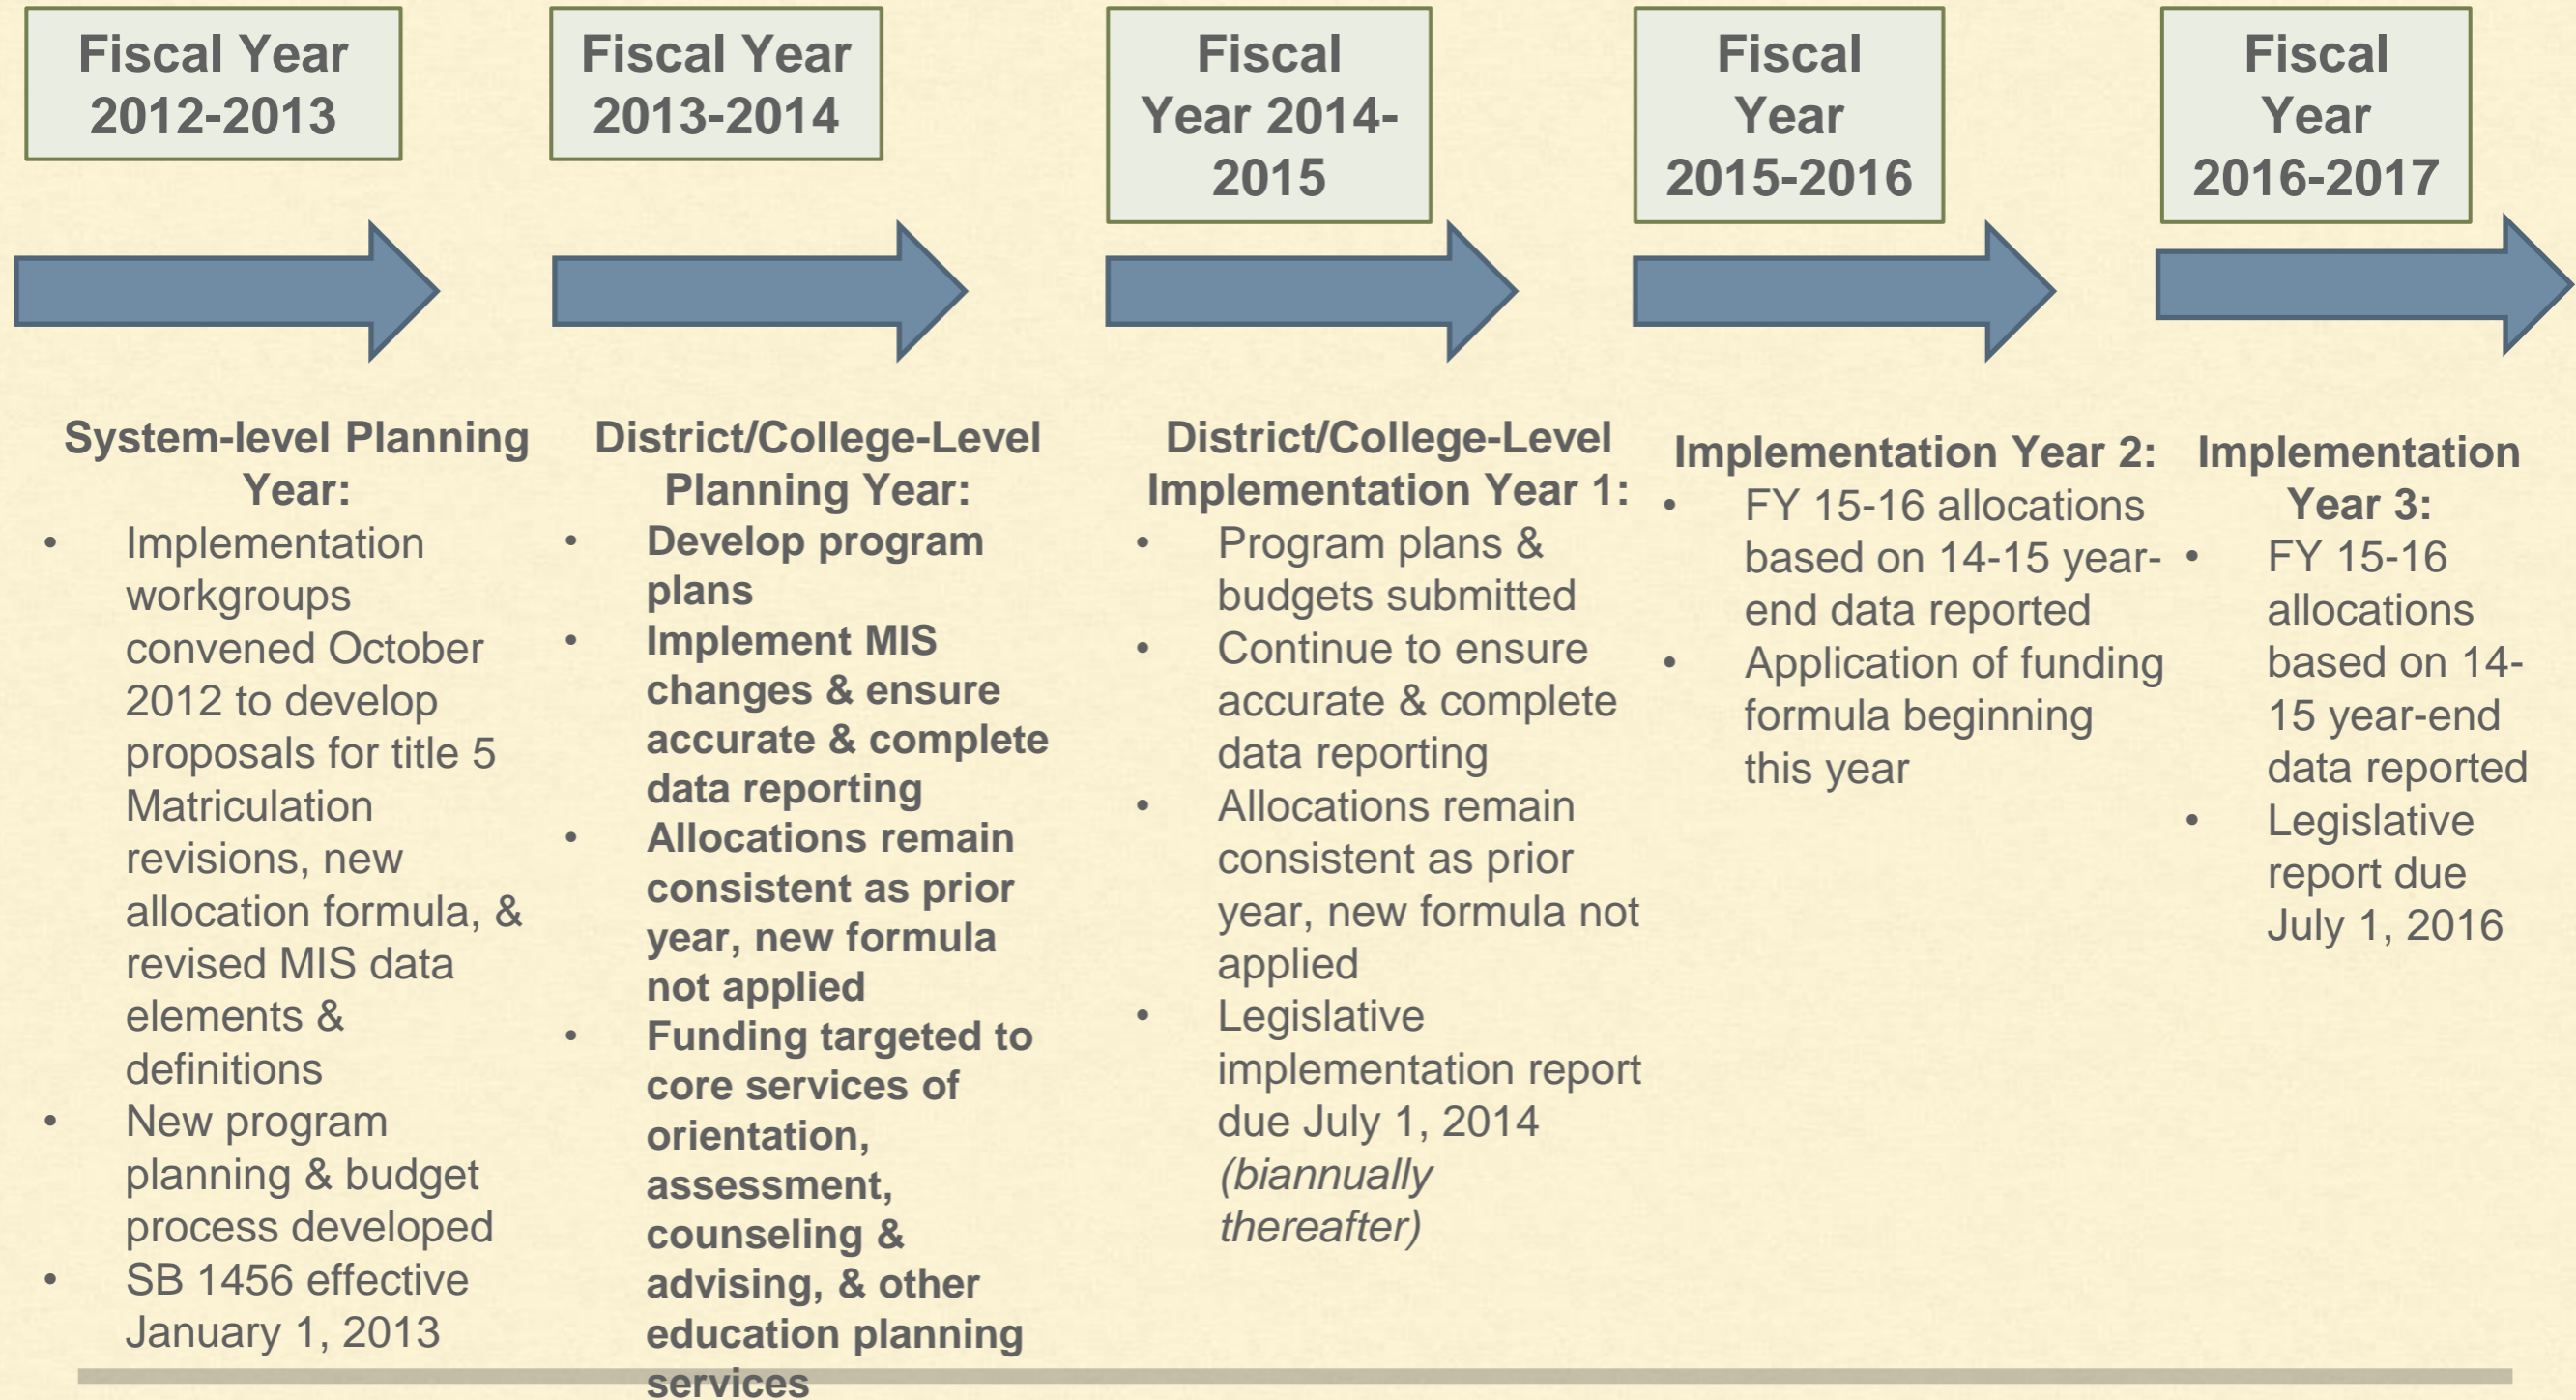 Fiscal Year
2012-2013
Fiscal Year
2013-2014
Fiscal
Year 2014-
2015
Fiscal
Year
2015-2016
Fiscal
Year
2016-2017
System-level Planning
Year:
• Implementation
workgroups
convened October
2012 to develop
proposals for title 5
Matriculation
revisions, new
allocation formula, &
revised MIS data
elements &
definitions
• New program
planning & budget
process developed
• SB 1456 effective
January 1, 2013
District/College-Level
Planning Year:
• Develop program
plans
• Implement MIS
changes & ensure
accurate & complete
data reporting
• Allocations remain
consistent as prior
year, new formula
not applied
• Funding targeted to
core services of
orientation,
assessment,
counseling &
advising, & other
education planning
services
District/College-Level
Implementation Year 1:
• Program plans &
budgets submitted
• Continue to ensure
accurate & complete
data reporting
• Allocations remain
consistent as prior
year, new formula not
applied
• Legislative
implementation report
due July 1, 2014
(biannually
thereafter)
Implementation Year 2:
• FY 15-16 allocations
based on 14-15 year-
end data reported
• Application of funding
formula beginning
this year
Implementation
Year 3:
• FY 15-16
allocations
based on 14-
15 year-end
data reported
• Legislative
report due
July 1, 2016